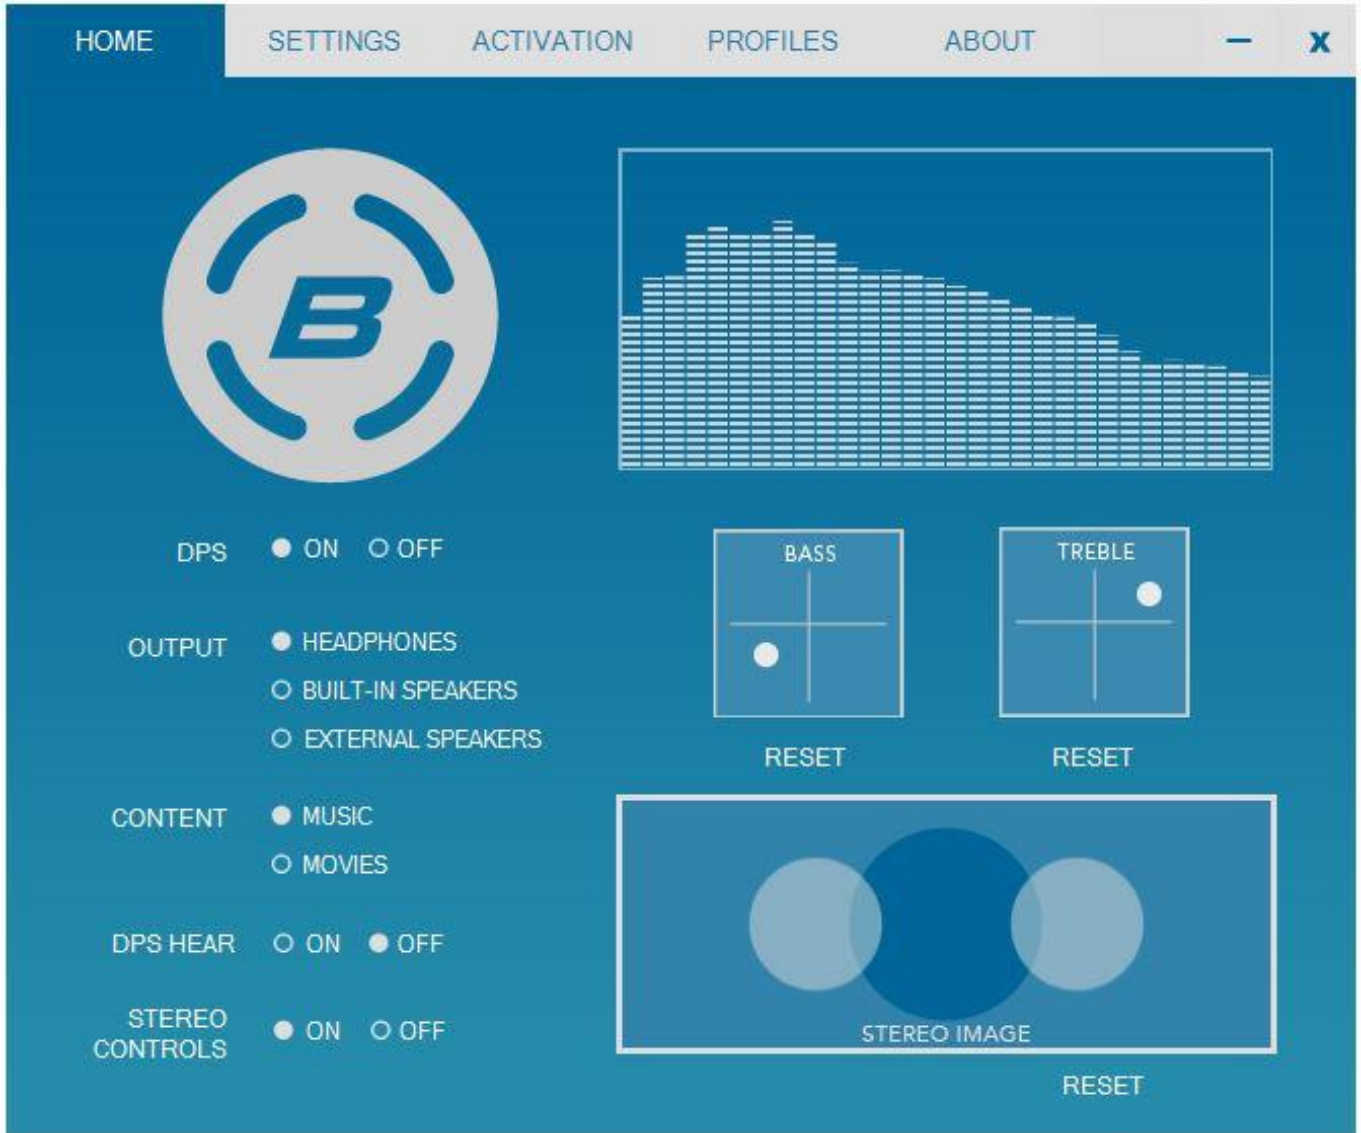 HOME SETTINGS ACTIVATION PROFILES ABOUT – X
B
DPS ON OFF
OUTPUT HEADPHONES
BUILT-IN SPEAKERS
EXTERNAL SPEAKERS
CONTENT MUSIC
MOVIES
DPS HEAR ON OFF
STEREO
CONTROLS ON OFF
BASS TREBLE
RESET RESET
STEREO IMAGE
RESET